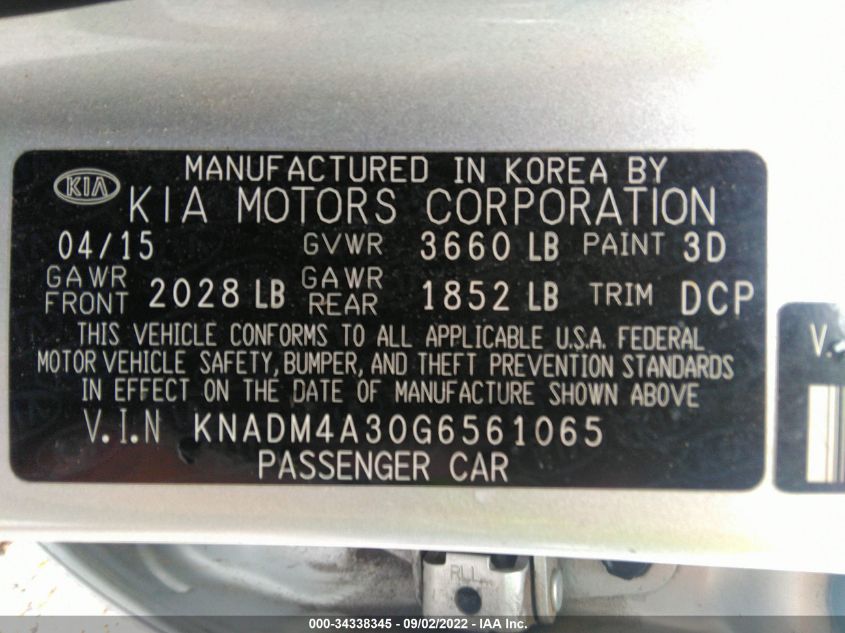 MANUFACTURED IN KOREA BY
KIA KIA MOTORS CORPORATION
04/15 GVWR 3660 LB PAINT 3D
GAWR FRONT 2028 LB GAWR REAR 1852 LB TRIM DCP
THIS VEHICLE CONFORMS TO ALL APPLICABLE U.S.A. FEDERAL
MOTOR VEHICLE SAFETY, BUMPER, AND THEFT PREVENTION STANDARDS
IN EFFECT ON THE DATE OF MANUFACTURE SHOWN ABOVE
V.I.N KNADM4A30G6561065
PASSENGER CAR
V.
RLL
000-34338345 - 09/02/2022 - IAA Inc.